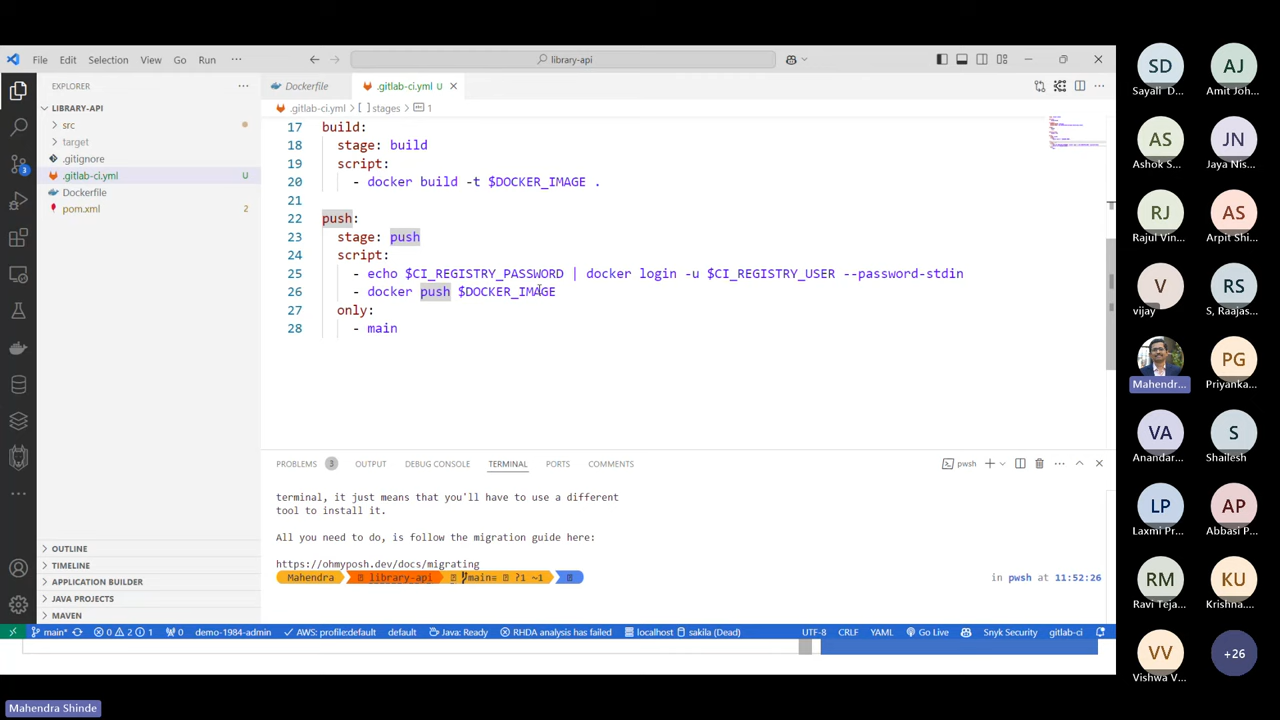 File Edit Selection View Run ··· library-api
EXPLORER ···
LIBRARY-API
src
target
.gitignore
.gitlab-ci.yml U
Dockerfile
pom.xml 2
OUTLINE
TIMELINE
APPLICATION BUILDER
JAVA PROJECTS
MAVEN
Dockerfile .gitlab-ci.yml U
.gitlab-ci.yml > [ ] stages > 1
17 build:
18 stage: build
19 script:
20 - docker build -t $DOCKER_IMAGE .
21
22 push:
23 stage: push
24 script:
25 - echo $CI_REGISTRY_PASSWORD | docker login -u $CI_REGISTRY_USER --password-stdin
26 - docker push $DOCKER_IMAGE
27 only:
28 - main
PROBLEMS 3 OUTPUT DEBUG CONSOLE TERMINAL PORTS COMMENTS pwsh
terminal, it just means that you'll have to use a different
tool to install it.
All you need to do, is follow the migration guide here:
https://ohmyposh.dev/docs/migrating
Mahendra library-api main≡ ?1 ~1 in pwsh at 11:52:26
3 main* 0 2 1 0 demo-1984-admin AWS: profile:default default Java: Ready RHDA analysis has failed localhost sakila (Dead) UTF-8 CRLF YAML Go Live Snyk Security gitlab-ci
SD AJ
Sayali D... Amit Joh...
AS JN
Ashok S... Jaya Nis...
RJ AS
Rajul Vin... Arpit Shi...
V RS
vijay S, Raajas...
PG
Mahendr... Priyanka...
VA S
Anandar... Shailesh
LP AP
Laxmi Pr... Abbasi P...
RM KU
Ravi Teja... Krishna...
VV +26
Vishwa V...
Mahendra Shinde